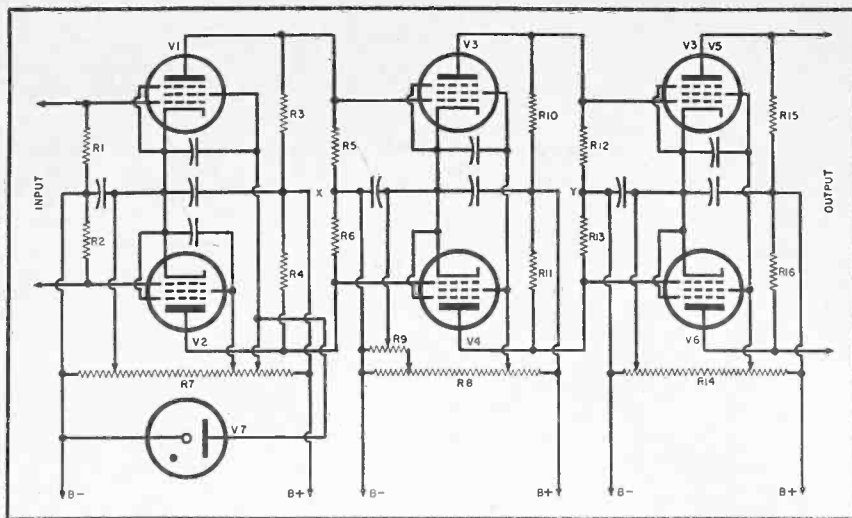 V1
V3
V3 V5
R1
R3
R5
R10
R12
R15
INPUT
X
Y
OUTPUT
R2
R4
R6
R11
R13
R16
V2
R9
V4
V6
R7
R8
R14
V7
B-
B+
B-
B+
B-
B+